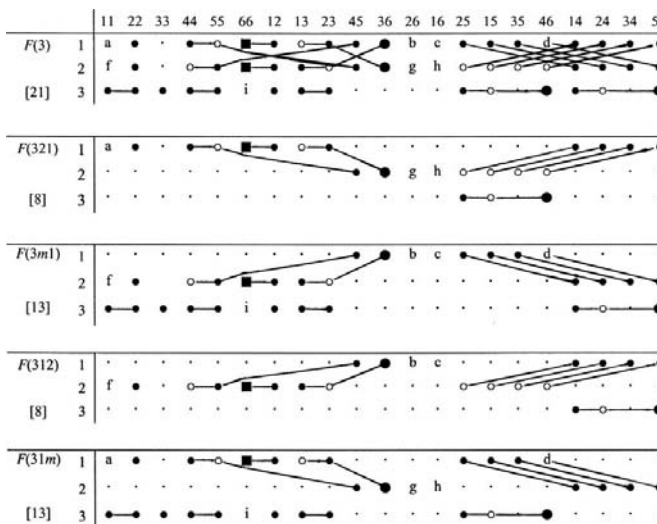 11 22 33 44 55 66 12 13 23 45 36 26 16 25 15 35 46 14 24 34
F(3) 1 a b c d
2 f g h
[21] 3 i
F(321) 1 a
2 g h
[8] 3
F(3m1) 1 b c d
2 f
[13] 3 i
F(312) 1 b c
2 f
[8] 3
F(31m) 1 a d
2 g h
[13] 3 i